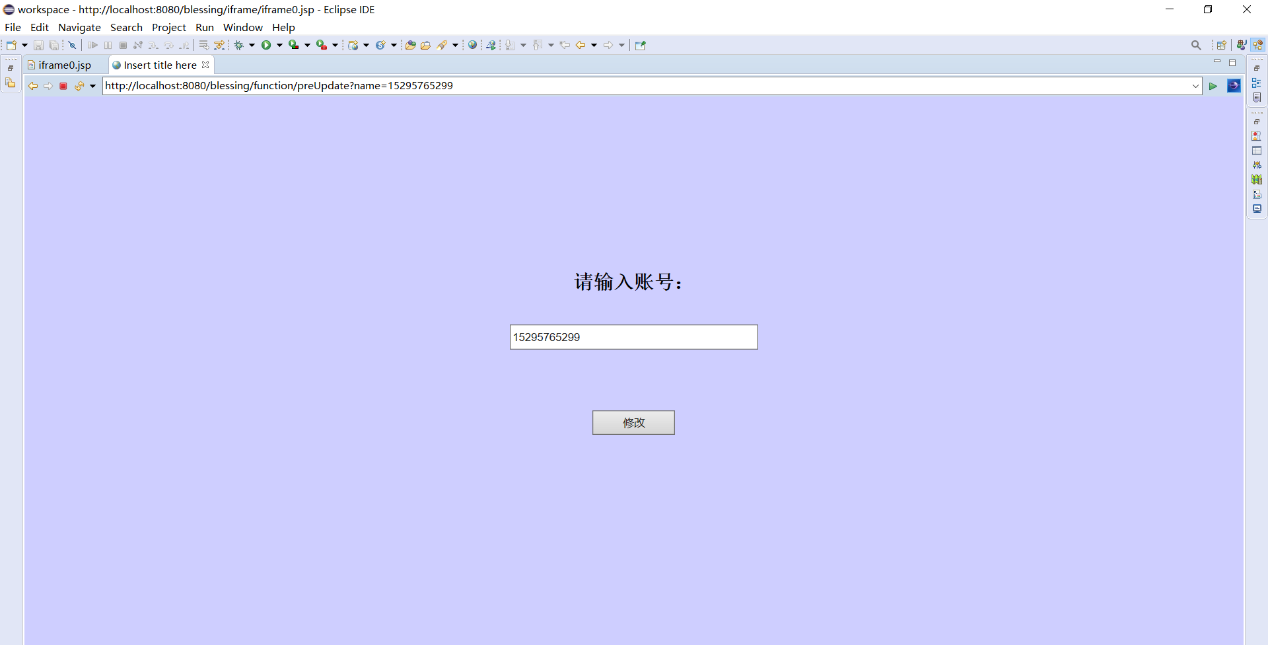 workspace - http://localhost:8080/blessing/iframe/iframe0.jsp - Eclipse IDE
File Edit Navigate Search Project Run Window Help
iframe0.jsp Insert title here
http://localhost:8080/blessing/function/preUpdate?name=15295765299
请输入账号：
15295765299
修改